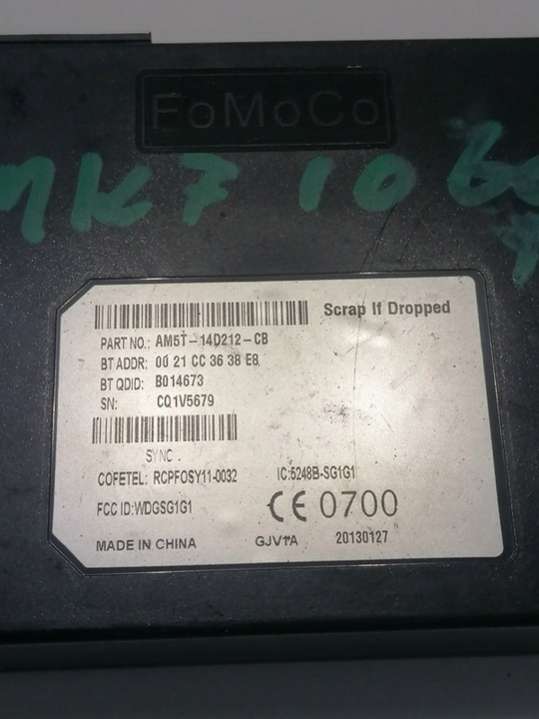 FoMoCo
MK7 10
Scrap If Dropped
PART NO.: AM5T-14D212-CB
BT ADDR: 00 21 CC 36 38 E8
BT QDID: B014673
SN: CQ1V5679
SYNC
COFETEL: RCPFOSY11-0032 IC:5248B-SG1G1
FCC ID:WDGSG1G1 CE 0700
MADE IN CHINA GJV1A 20130127